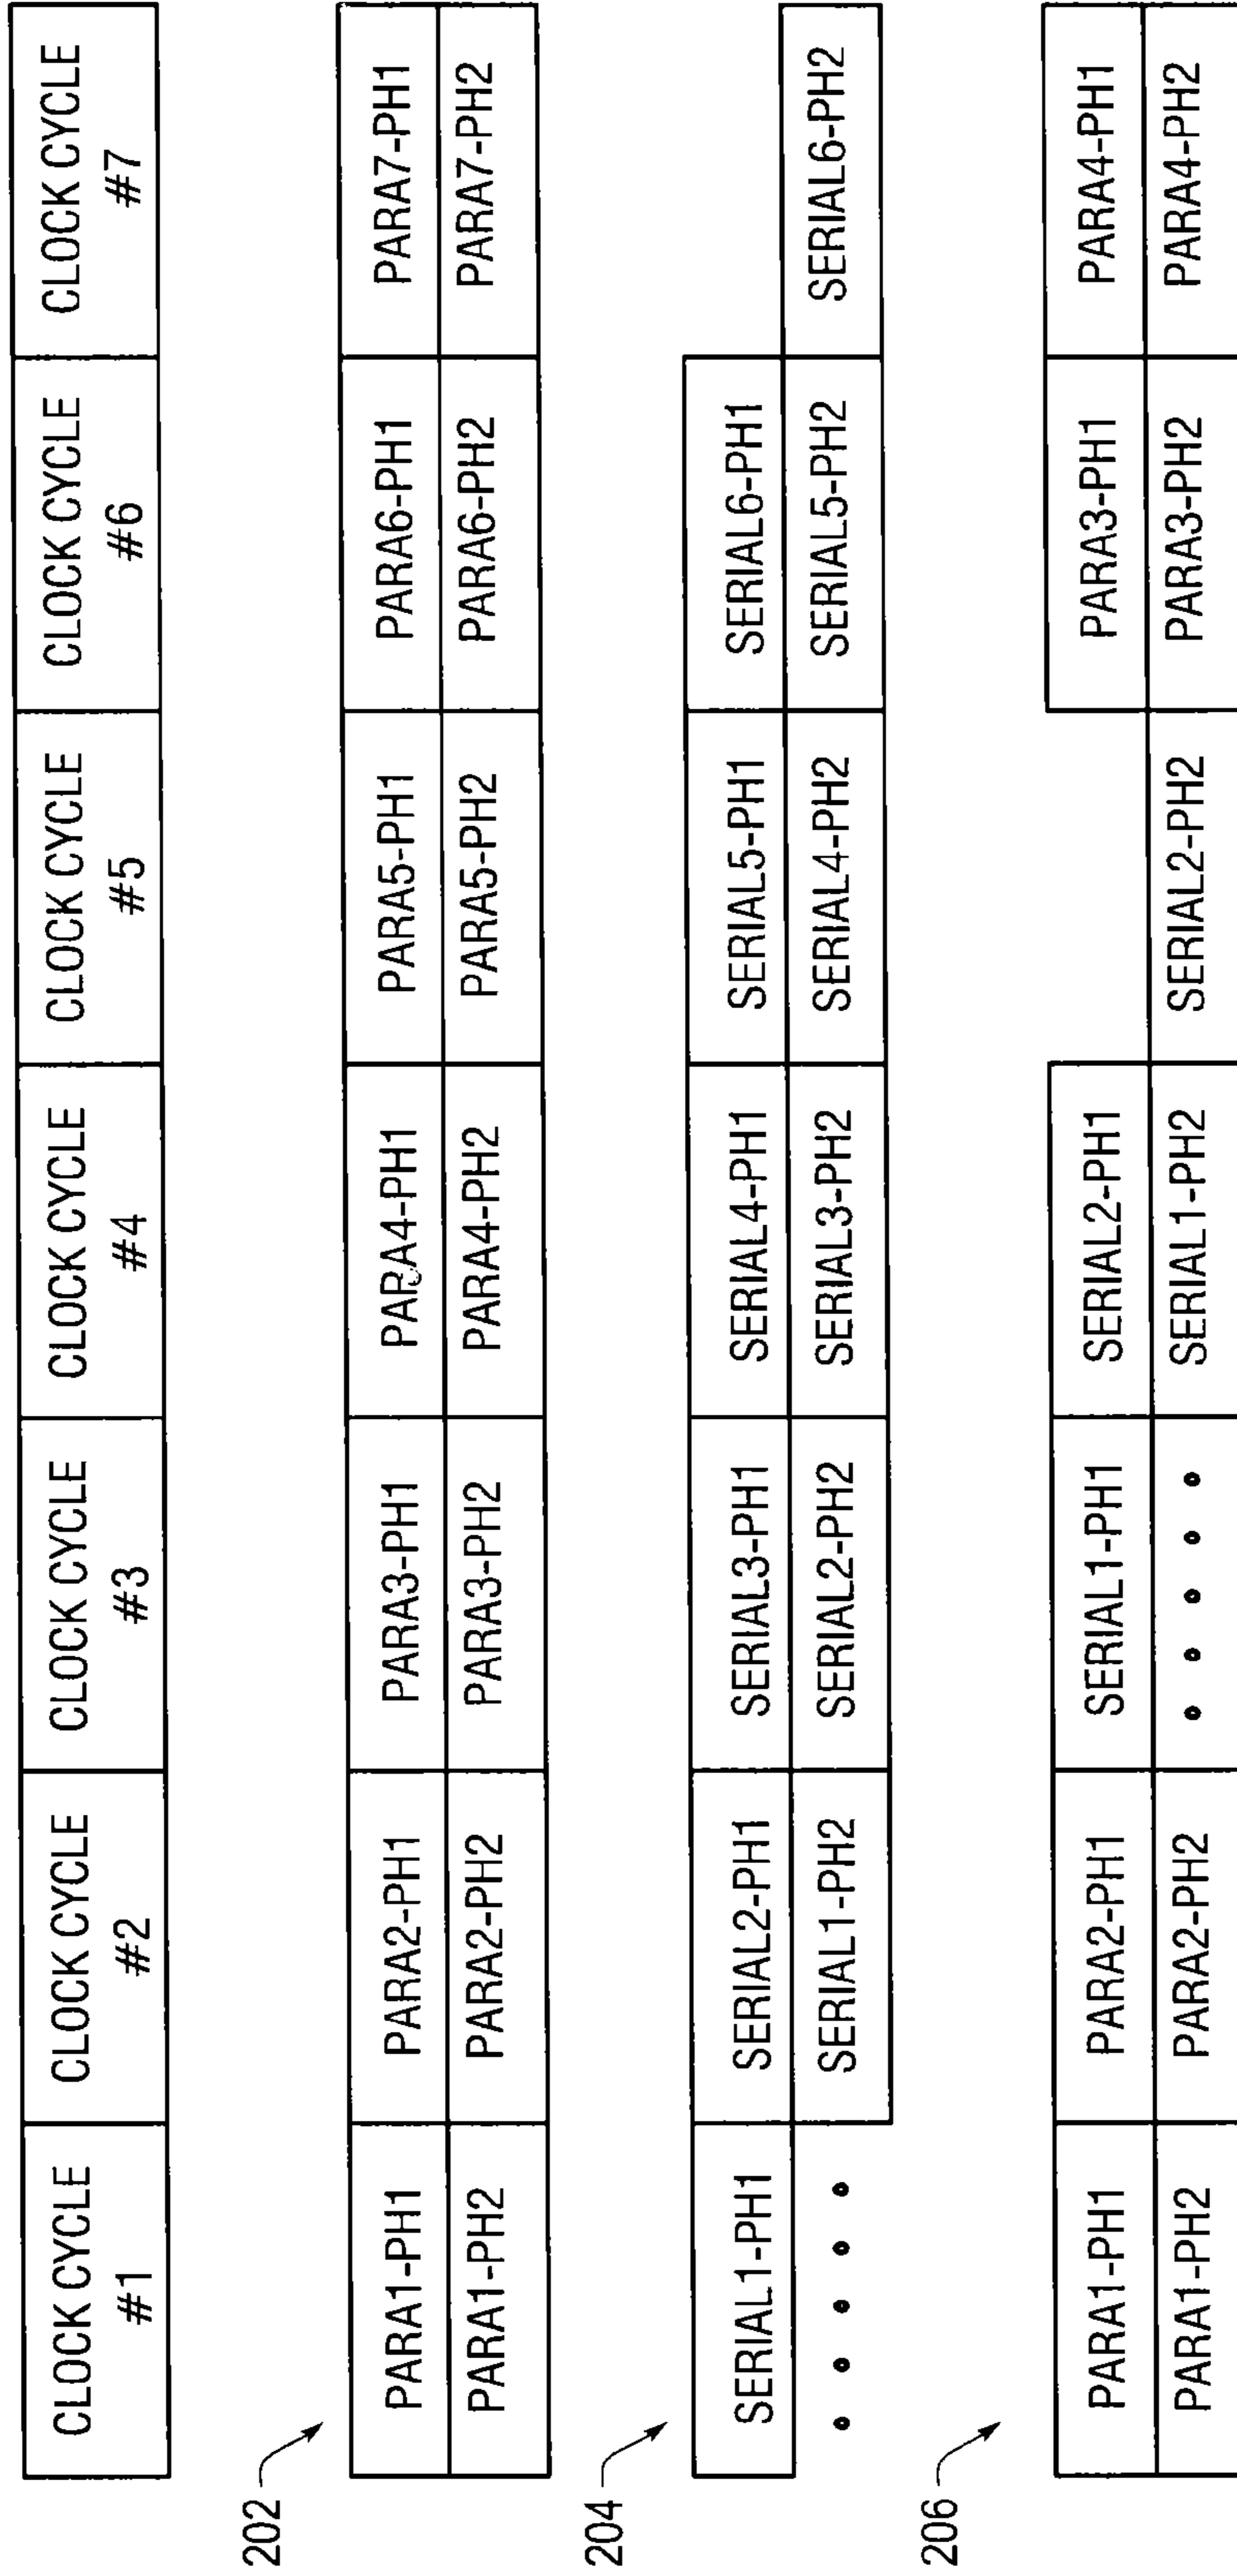 CLOCK CYCLE
#1
CLOCK CYCLE
#2
CLOCK CYCLE
#3
CLOCK CYCLE
#4
CLOCK CYCLE
#5
CLOCK CYCLE
#6
CLOCK CYCLE
#7
202
PARA1-PH1
PARA2-PH1
PARA3-PH1
PARA4-PH1
PARA5-PH1
PARA6-PH1
PARA7-PH1
PARA1-PH2
PARA2-PH2
PARA3-PH2
PARA4-PH2
PARA5-PH2
PARA6-PH2
PARA7-PH2
204
SERIAL1-PH1
SERIAL2-PH1
SERIAL3-PH1
SERIAL4-PH1
SERIAL5-PH1
SERIAL6-PH1
SERIAL1-PH2
SERIAL2-PH2
SERIAL3-PH2
SERIAL4-PH2
SERIAL5-PH2
SERIAL6-PH2
206
PARA1-PH1
PARA2-PH1
SERIAL1-PH1
SERIAL2-PH1
PARA3-PH1
PARA4-PH1
PARA1-PH2
PARA2-PH2
SERIAL1-PH2
SERIAL2-PH2
PARA3-PH2
PARA4-PH2